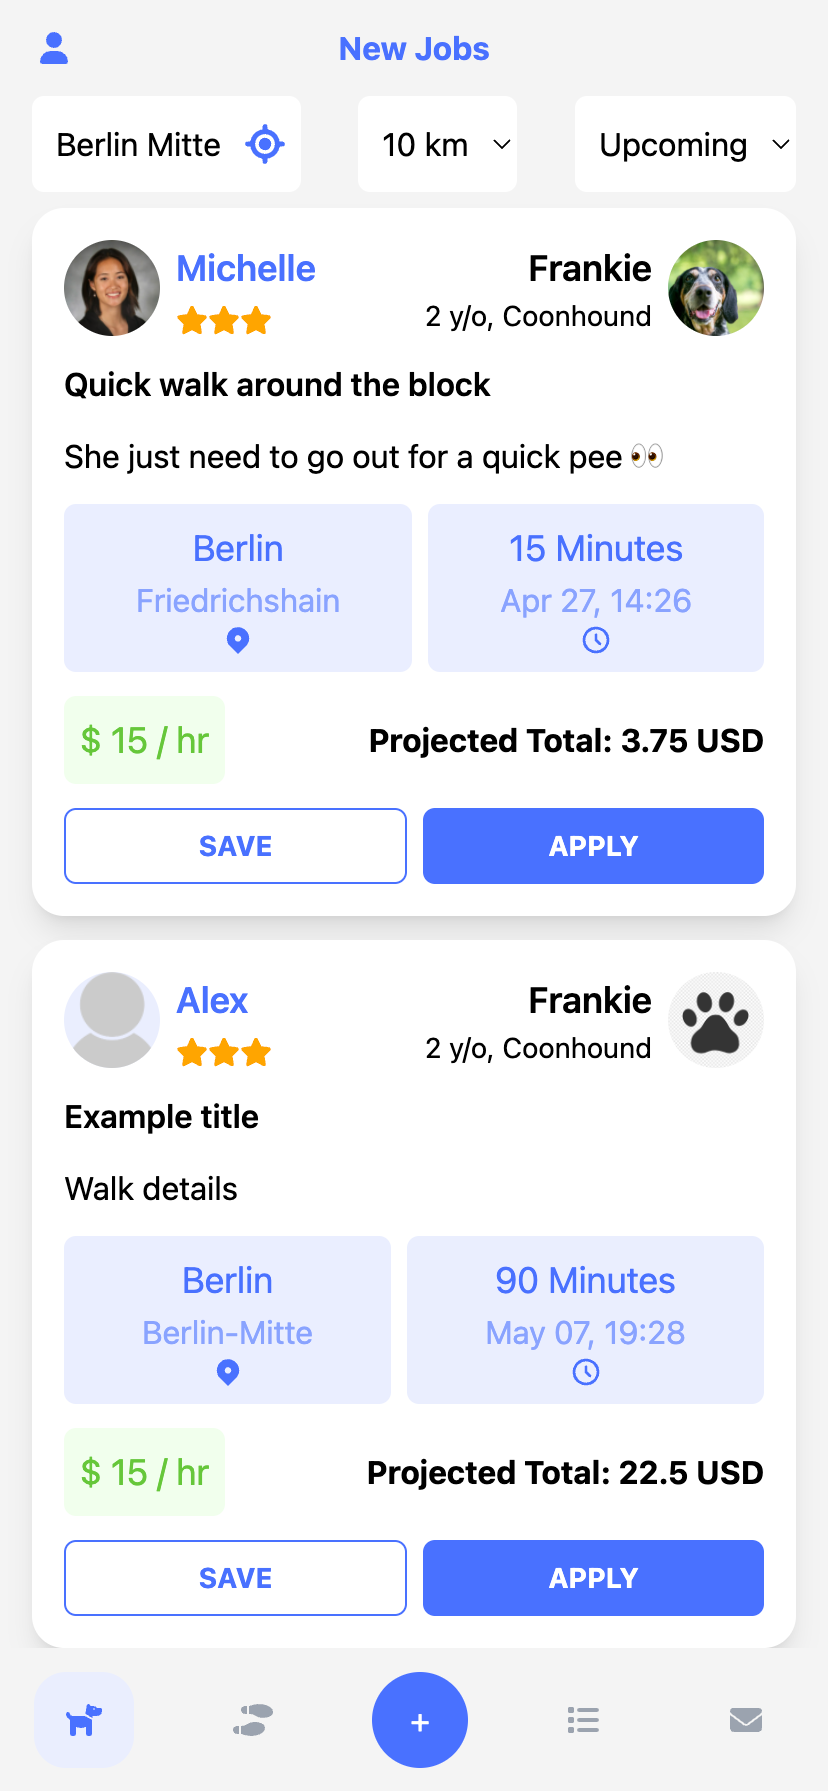 New Jobs
Berlin Mitte
10 km
Upcoming
Michelle
Frankie
2 y/o, Coonhound
Quick walk around the block
She just need to go out for a quick pee 👀
Berlin
Friedrichshain
15 Minutes
Apr 27, 14:26
$ 15 / hr
Projected Total: 3.75 USD
SAVE
APPLY
Alex
Frankie
2 y/o, Coonhound
Example title
Walk details
Berlin
Berlin-Mitte
90 Minutes
May 07, 19:28
$ 15 / hr
Projected Total: 22.5 USD
SAVE
APPLY
+